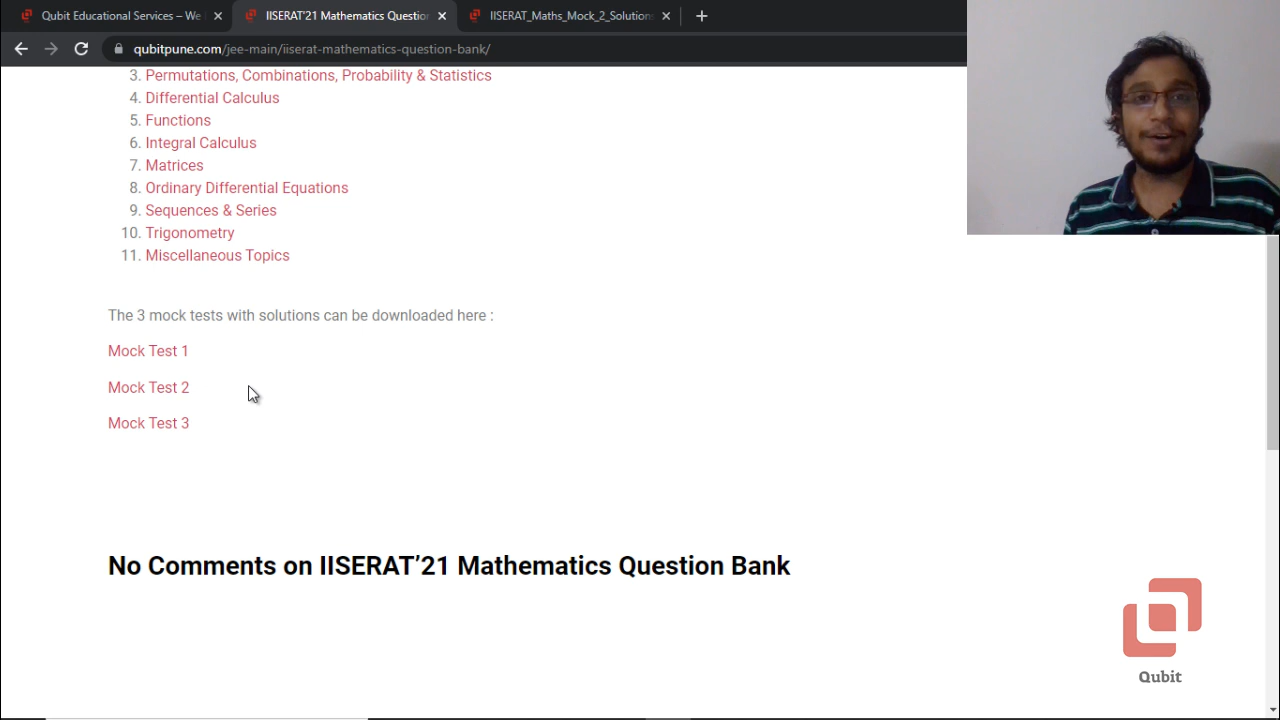 Qubit Educational Services – We
IISERAT'21 Mathematics Question
IISERAT_Maths_Mock_2_Solutions
qubitpune.com/jee-main/iiserat-mathematics-question-bank/
3. Permutations, Combinations, Probability & Statistics
4. Differential Calculus
5. Functions
6. Integral Calculus
7. Matrices
8. Ordinary Differential Equations
9. Sequences & Series
10. Trigonometry
11. Miscellaneous Topics
The 3 mock tests with solutions can be downloaded here :
Mock Test 1
Mock Test 2
Mock Test 3
No Comments on IISERAT’21 Mathematics Question Bank
Qubit